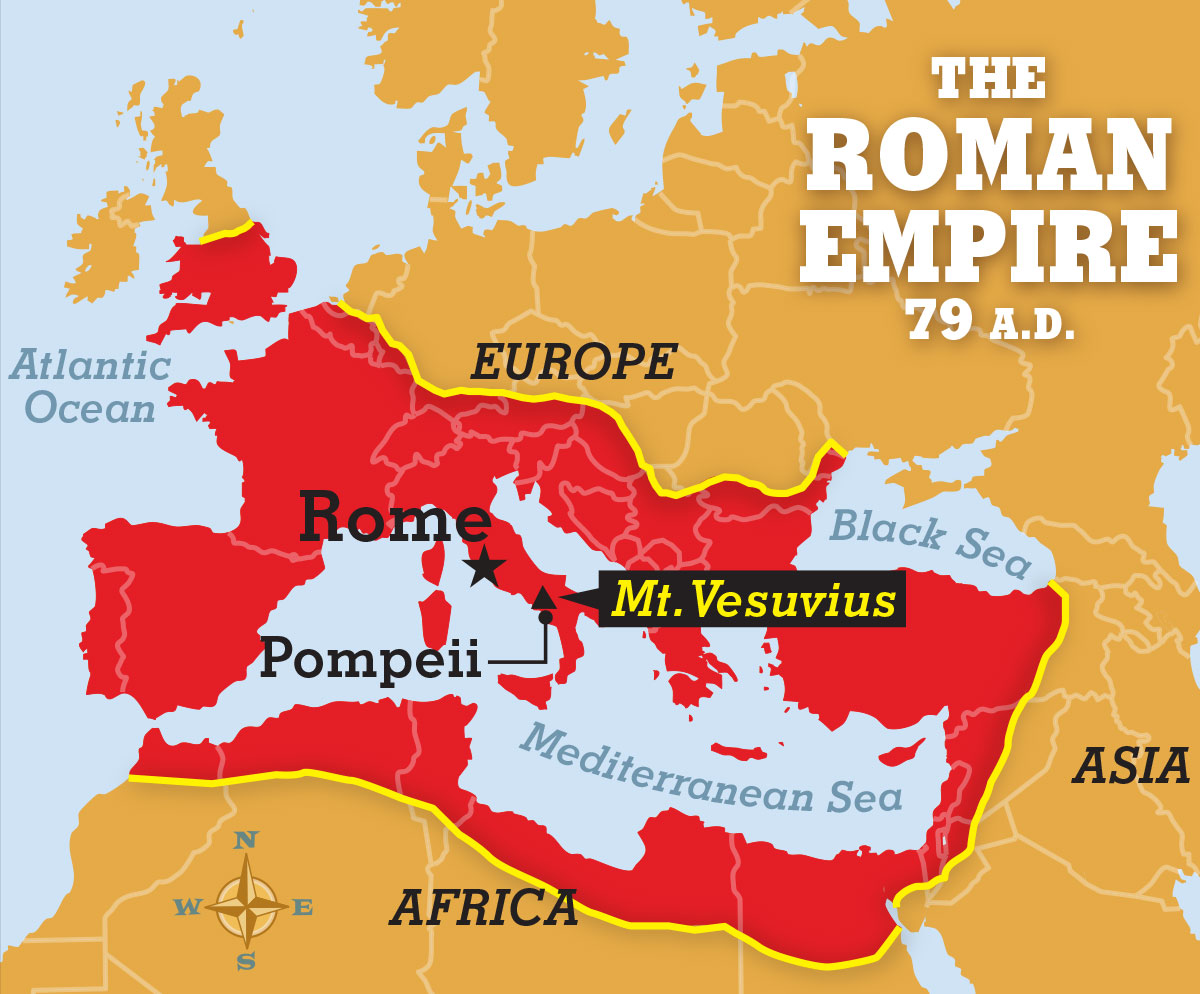 THE
ROMAN
EMPIRE
79 A.D.
Atlantic
Ocean
EUROPE
Rome
Black Sea
Mt. Vesuvius
Pompeii
Mediterranean Sea
ASIA
AFRICA
N
W
E
S